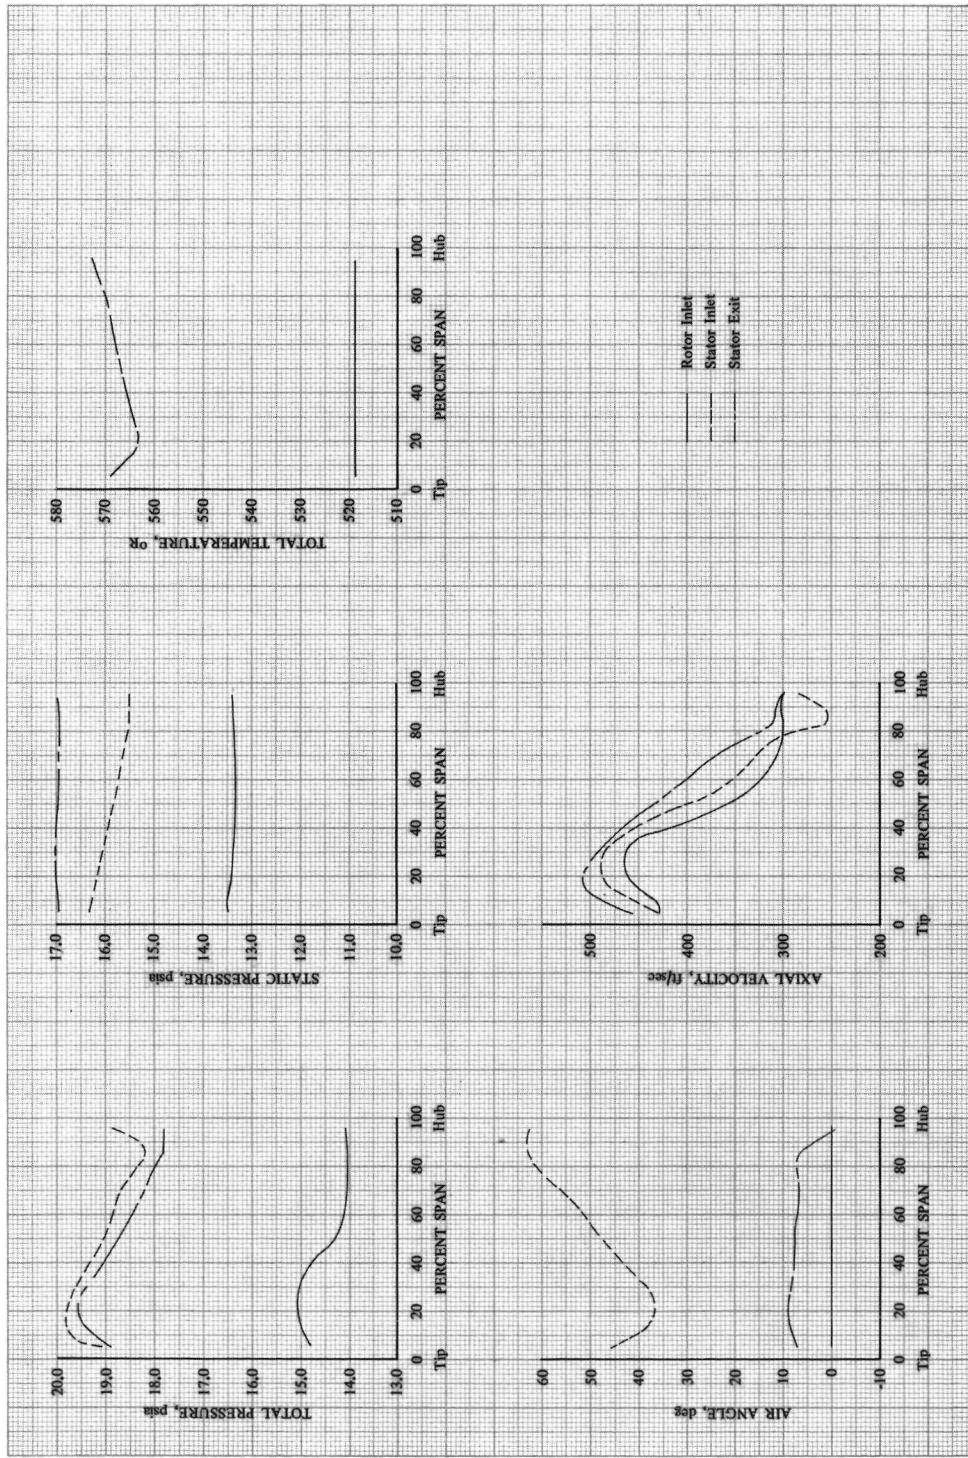 20.0
19.0
18.0
17.0
16.0
15.0
14.0
13.0
TOTAL PRESSURE, psia
0 20 40 60 80 100
Tip PERCENT SPAN Hub
17.0
16.0
15.0
14.0
13.0
12.0
11.0
10.0
STATIC PRESSURE, psia
0 20 40 60 80 100
Tip PERCENT SPAN Hub
580
570
560
550
540
530
520
510
TOTAL TEMPERATURE, °R
0 20 40 60 80 100
Tip PERCENT SPAN Hub
60
50
40
30
20
10
0
-10
AIR ANGLE, deg
0 20 40 60 80 100
Tip PERCENT SPAN Hub
500
400
300
200
AXIAL VELOCITY, ft/sec
0 20 40 60 80 100
Tip PERCENT SPAN Hub
Rotor Inlet
Stator Inlet
Stator Exit